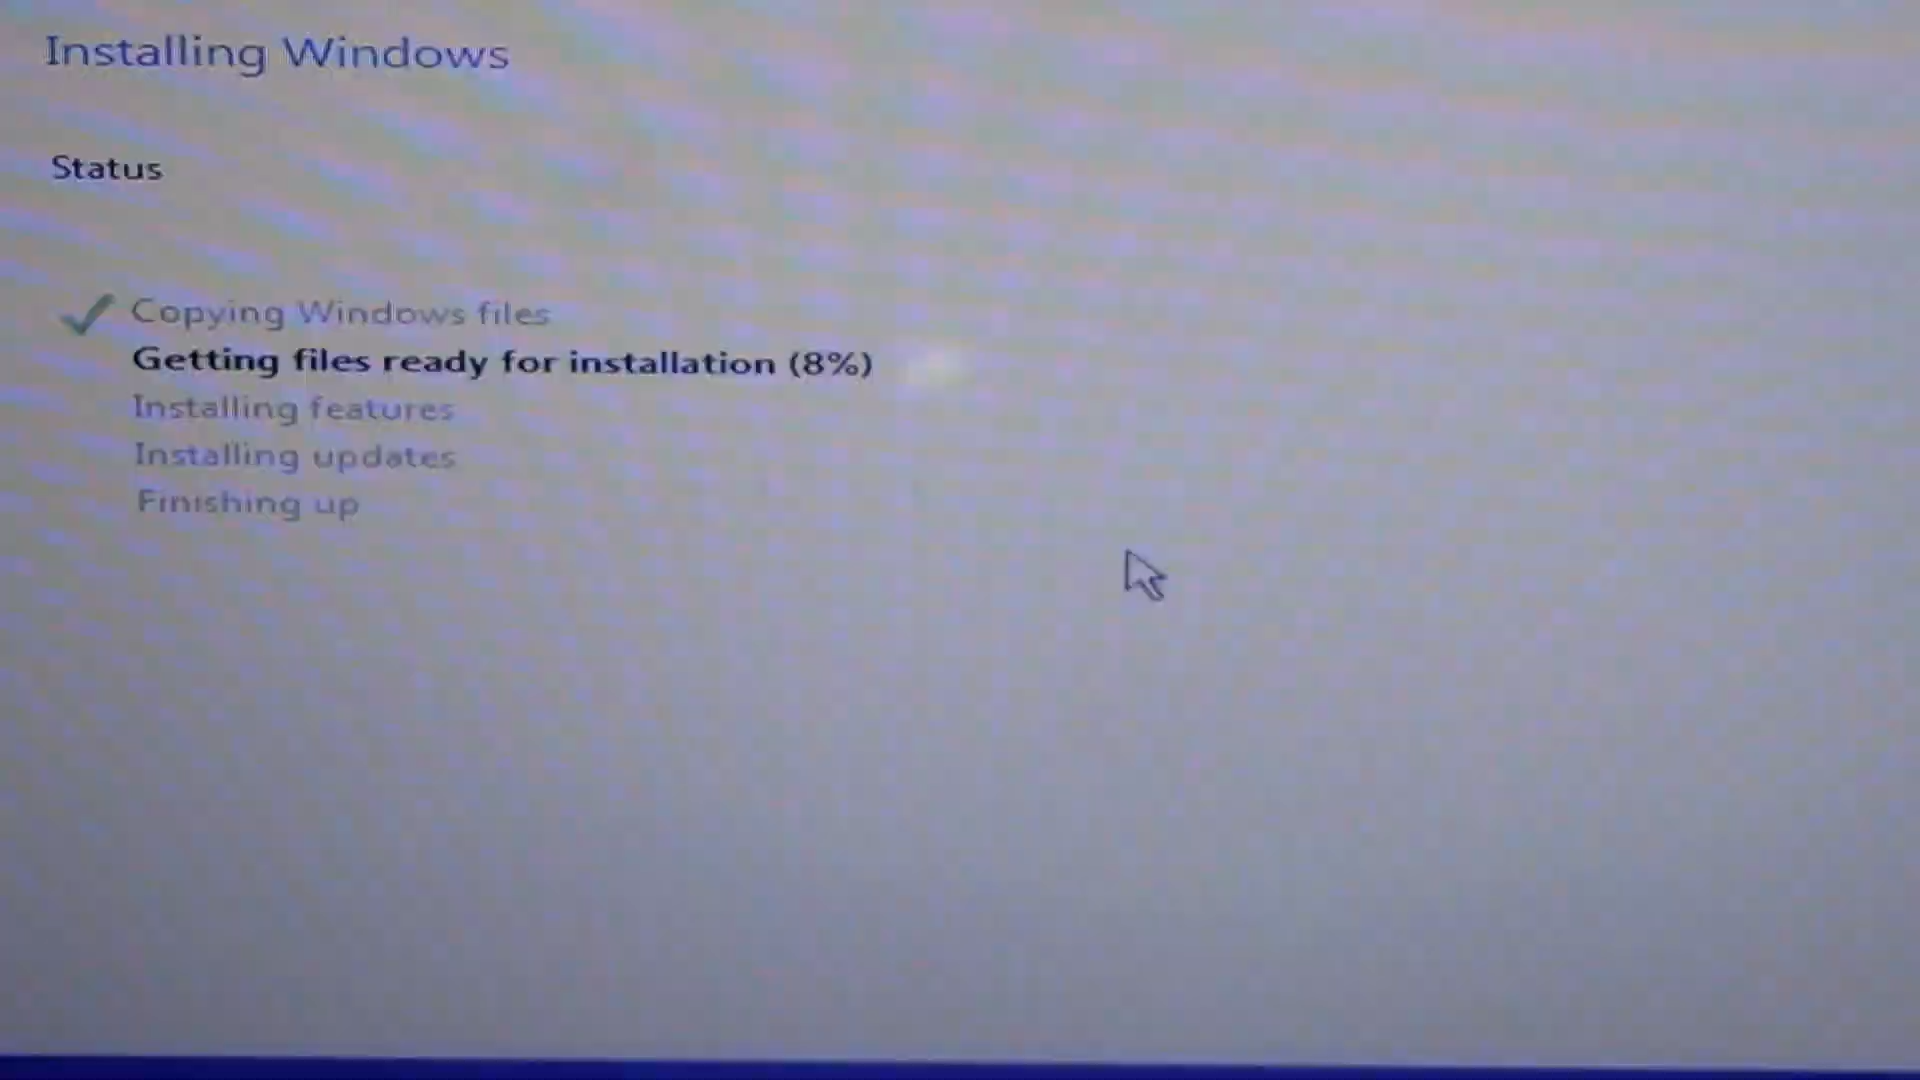 Installing Windows
Status
Copying Windows files
Getting files ready for installation (8%)
Installing features
Installing updates
Finishing up